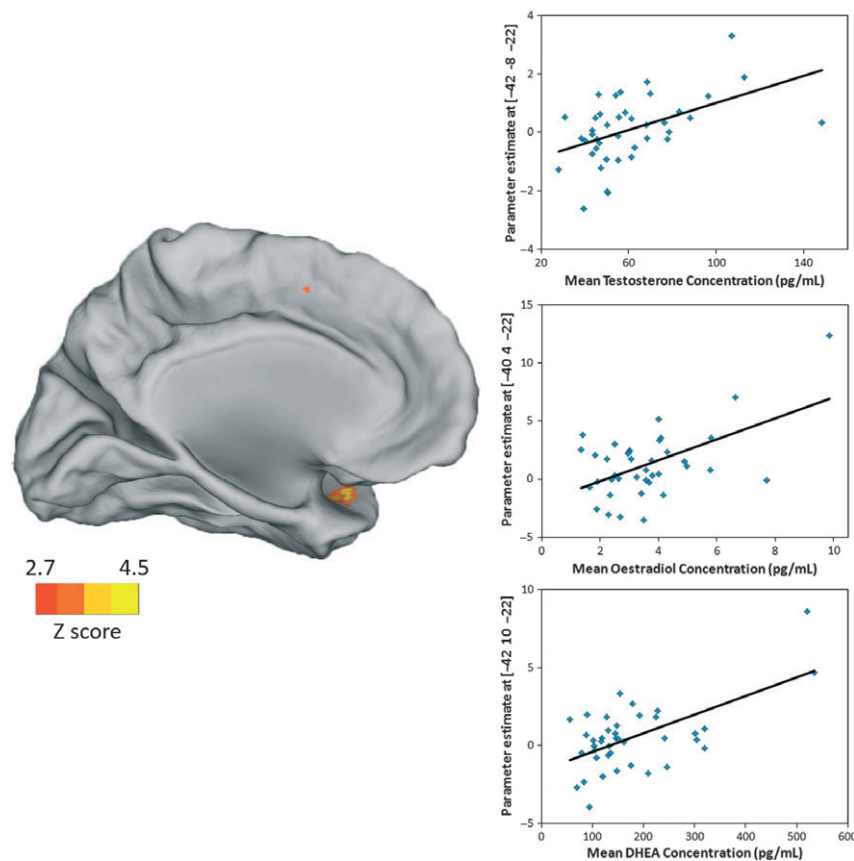 2.7 4.5
Z score
Parameter estimate at [−42 -8 −22]
4
2
0
−2
−4
20 60 100 140
Mean Testosterone Concentration (pg/mL)
Parameter estimate at [−40 4 −22]
15
10
5
0
−5
0 2 4 6 8 10
Mean Oestradiol Concentration (pg/mL)
Parameter estimate at [−42 10 −22]
10
5
0
−5
0 100 200 300 400 500 600
Mean DHEA Concentration (pg/mL)